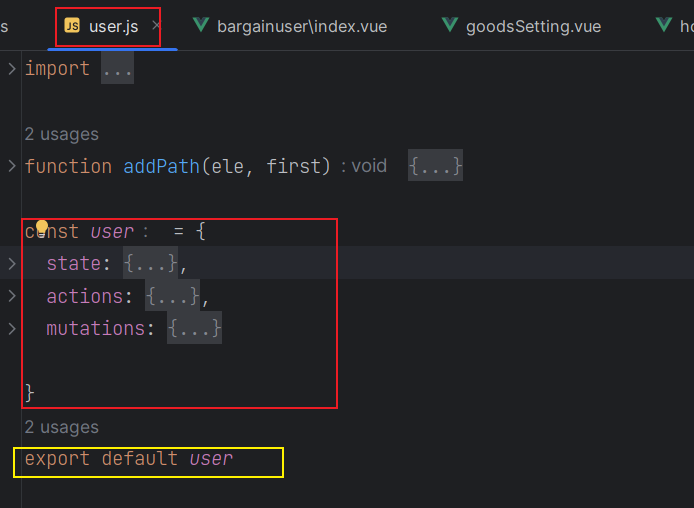 s JS user.js × bargainuser\index.vue goodsSetting.vue ho
import ...
2 usages
function addPath(ele, first) : void {...}
const user : = {
state: {...},
actions: {...},
mutations: {...}
}
2 usages
export default user